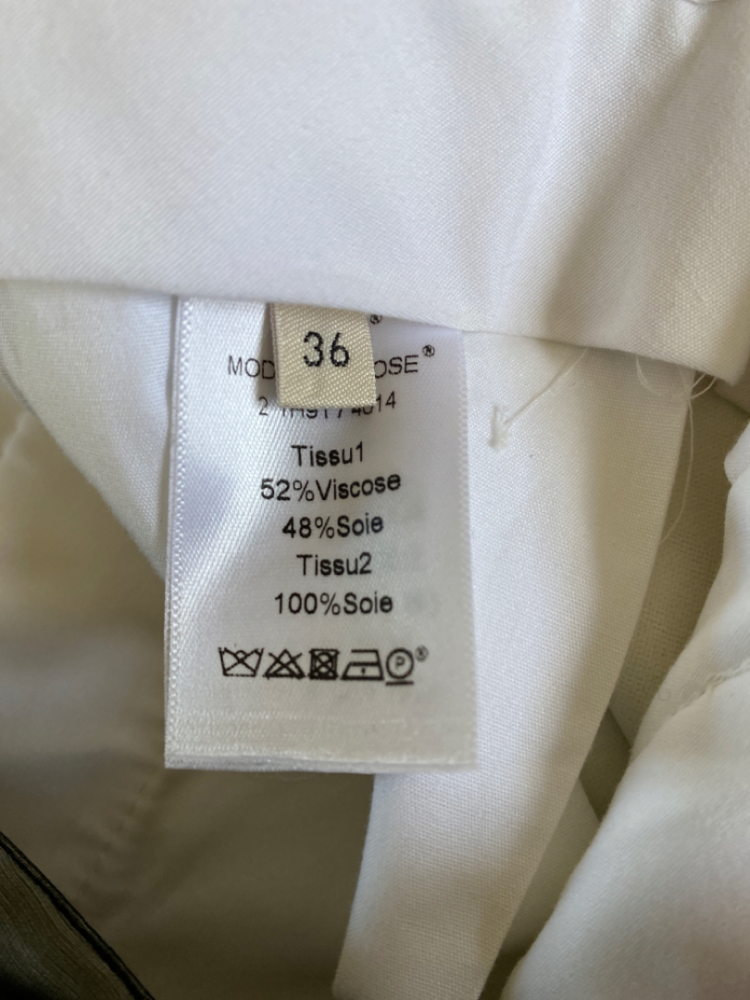 36
®
®
Tissu1
52%Viscose
48%Soie
Tissu2
100%Soie
P
®